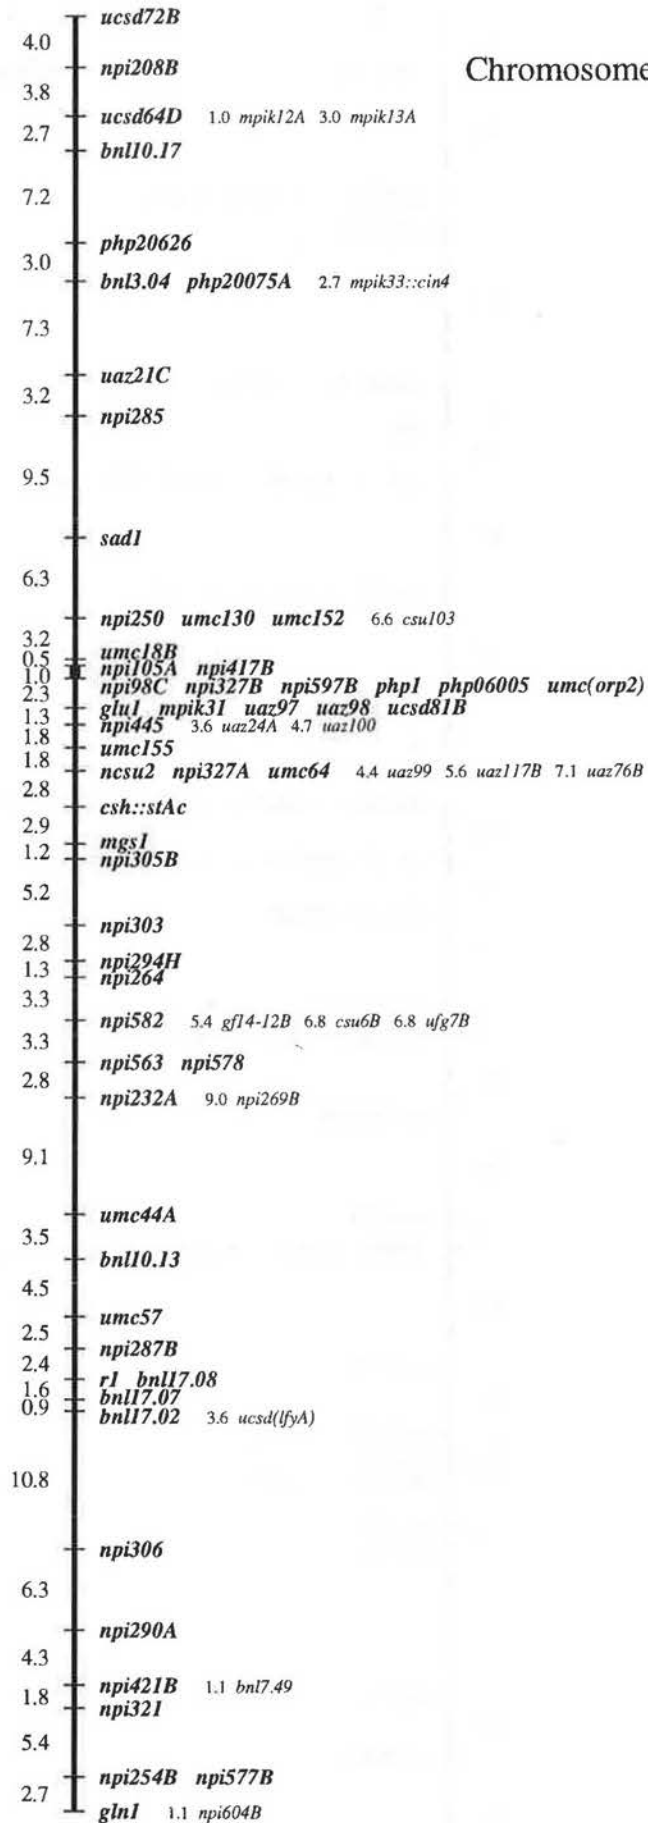 ucsd72B
4.0
npi208B
Chromosome
3.8
ucsd64D 1.0 mpik12A 3.0 mpik13A
2.7
bnl10.17
7.2
php20626
3.0
bnl3.04 php20075A 2.7 mpik33::cin4
7.3
uaz21C
3.2
npi285
9.5
sad1
6.3
npi250 umc130 umc152 6.6 csu103
3.2
umc18B
0.5
npi105A npi417B
1.0
npi98C npi327B npi597B php1 php06005 umc(orp2)
2.3
glu1 mpik31 uaz97 uaz98 ucsd81B
1.3
npi445 3.6 uaz24A 4.7 uaz100
1.8
umc155
1.8
ncsu2 npi327A umc64 4.4 uaz99 5.6 uaz117B 7.1 uaz76B
2.8
csh::stAc
2.9
mgs1
1.2
npi305B
5.2
npi303
2.8
npi294H
1.3
npi264
3.3
npi582 5.4 gf14-12B 6.8 csu6B 6.8 ufg7B
3.3
npi563 npi578
2.8
npi232A 9.0 npi269B
9.1
umc44A
3.5
bnl10.13
4.5
umc57
2.5
npi287B
2.4
r1 bnl17.08
1.6
bnl17.07
0.9
bnl17.02 3.6 ucsd(lfyA)
10.8
npi306
6.3
npi290A
4.3
npi421B 1.1 bnl7.49
1.8
npi321
5.4
npi254B npi577B
2.7
gln1 1.1 npi604B